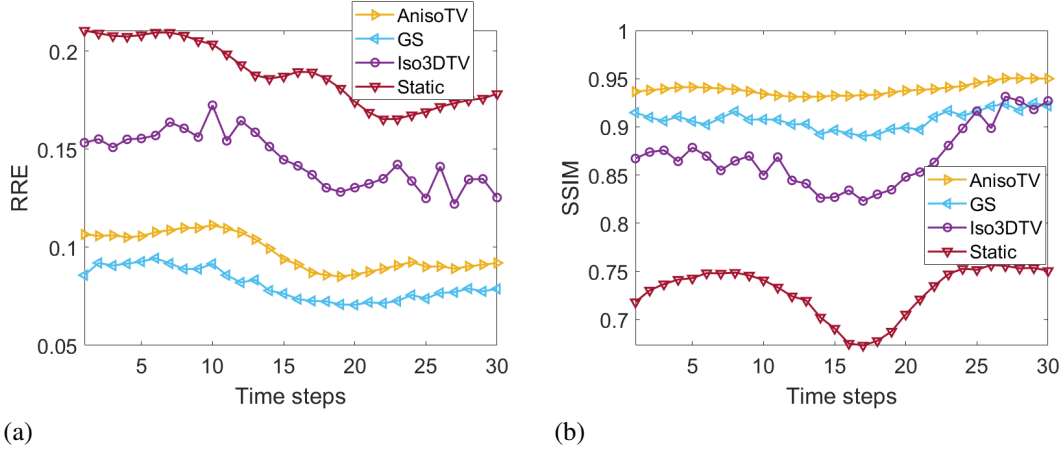 AnisoTV
GS
Iso3DTV
Static
0.2
0.15
0.1
0.05
RRE
5 10 15 20 25 30
Time steps
(a)
1
0.95
0.9
0.85
0.8
0.75
0.7
SSIM
AnisoTV
GS
Iso3DTV
Static
5 10 15 20 25 30
Time steps
(b)